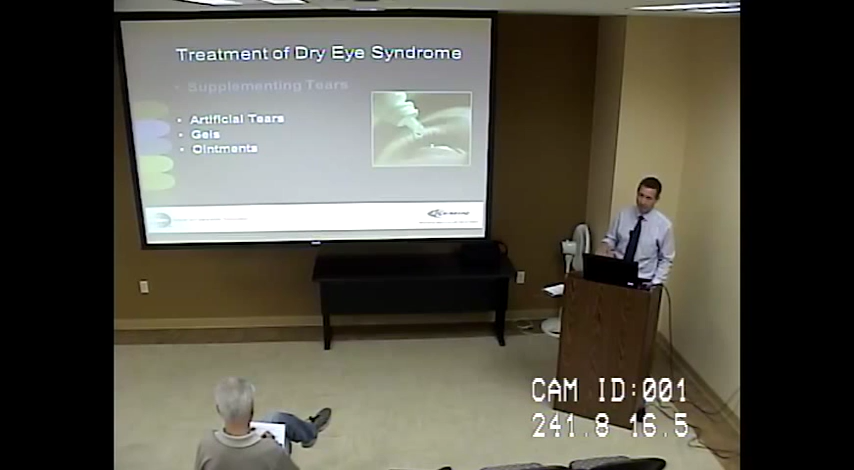 Treatment of Dry Eye Syndrome
• Supplementing Tears
• Artificial Tears
• Gels
• Ointments
CAM ID:001
241.8 16.5